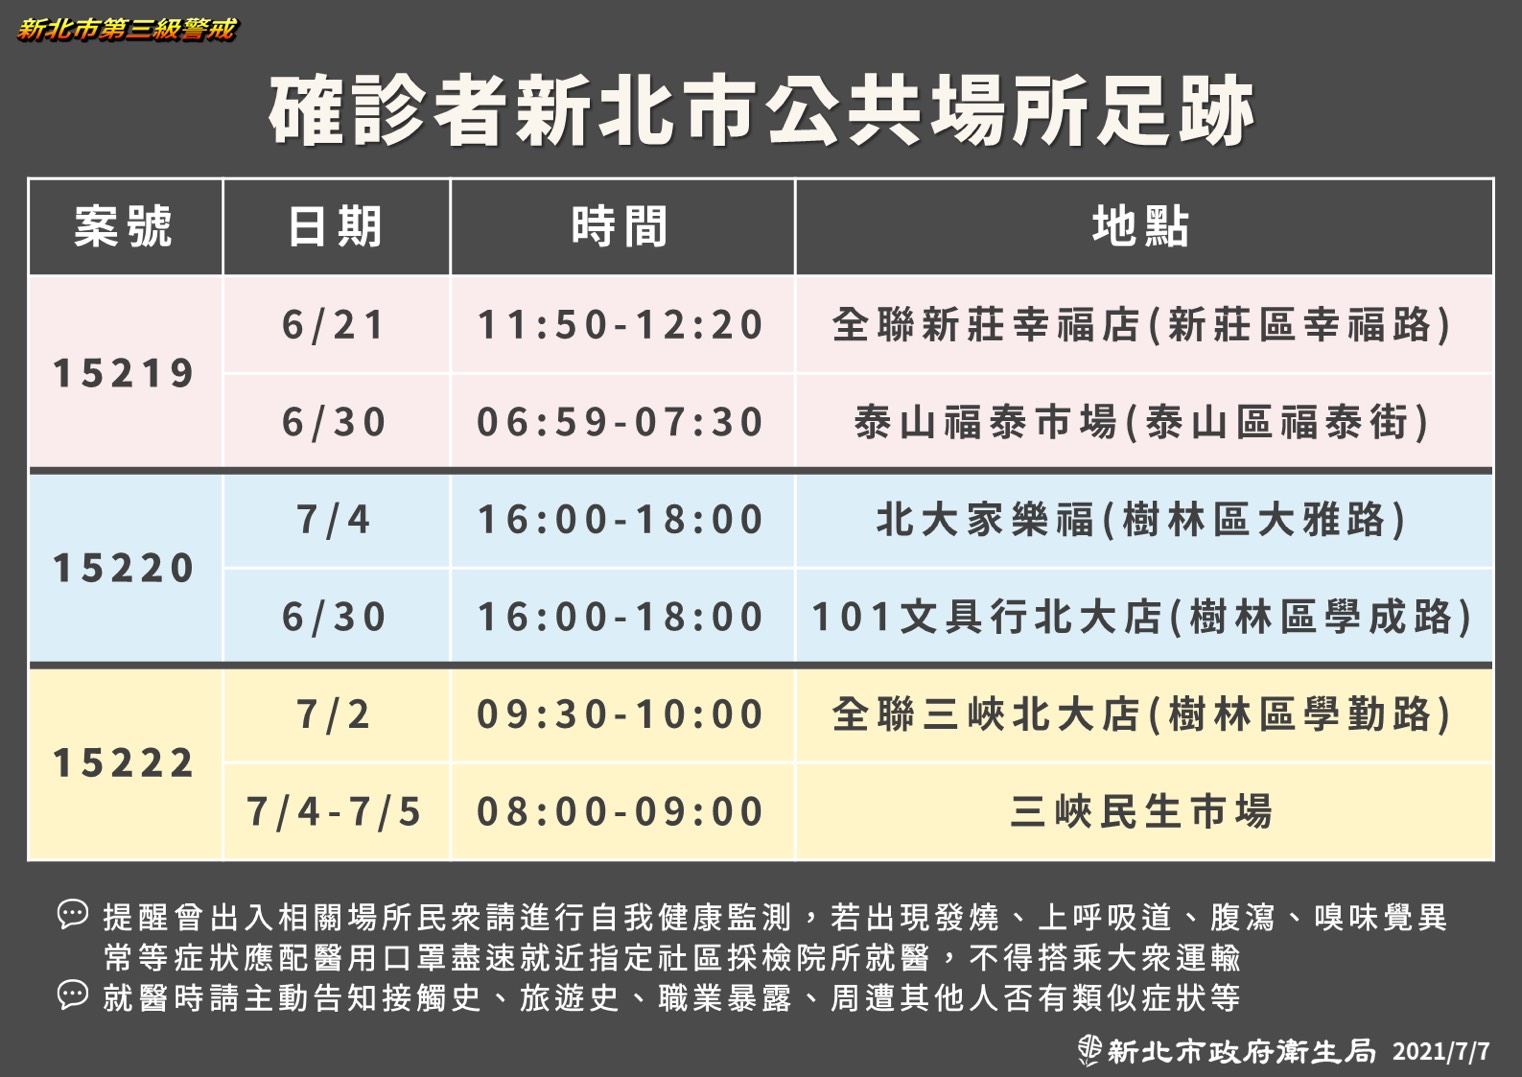 新北市第三級警戒
確診者新北市公共場所足跡
案號 日期 時間 地點
15219
6/21 11:50-12:20 全聯新莊幸福店(新莊區幸福路)
6/30 06:59-07:30 泰山福泰市場(泰山區福泰街)
15220
7/4 16:00-18:00 北大家樂福(樹林區大雅路)
6/30 16:00-18:00 101文具行北大店(樹林區學成路)
15222
7/2 09:30-10:00 全聯三峽北大店(樹林區學勤路)
7/4-7/5 08:00-09:00 三峽民生市場
提醒曾出入相關場所民眾請進行自我健康監測，若出現發燒、上呼吸道、腹瀉、嗅味覺異
常等症狀應配醫用口罩盡速就近指定社區採檢院所就醫，不得搭乘大眾運輸
就醫時請主動告知接觸史、旅遊史、職業暴露、周遭其他人否有類似症狀等
新北市政府衛生局 2021/7/7